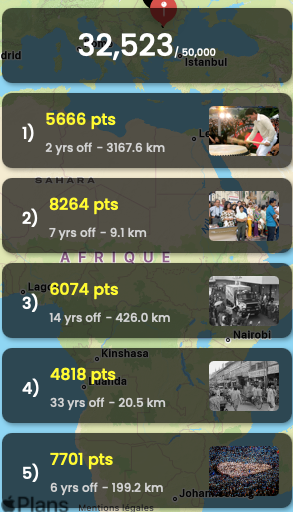 drid
32,523/ 50,000
Istanbul
1) 5666 pts
2 yrs off - 3167.6 km
SAHARA
2) 8264 pts
7 yrs off - 9.1 km
AFRIQUE
3) 6074 pts
14 yrs off - 426.0 km
Nairobi
Kinshasa
4) 4818 pts
Luanda
33 yrs off - 20.5 km
5) 7701 pts
6 yrs off - 199.2 km
Plans
Mentions légales